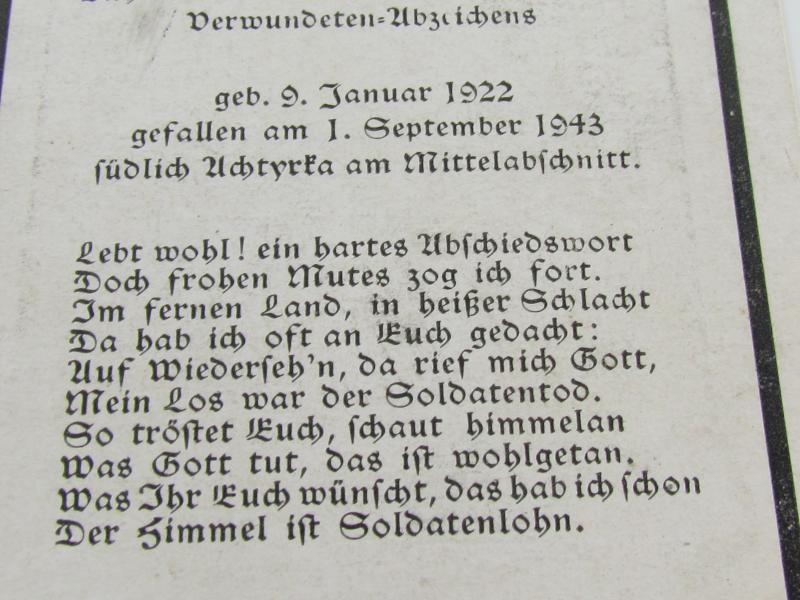 Verwundeten-Abzeichens
geb. 9. Januar 1922
gefallen am 1. September 1943
südlich Achtyrka am Mittelabschnitt.
Lebt wohl! ein hartes Abschiedswort
Doch frohen Mutes zog ich fort.
Im fernen Land, in heißer Schlacht
Da hab ich oft an Euch gedacht:
Auf Wiederseh'n, da rief mich Gott,
Mein Los war der Soldatentod.
So tröstet Euch, schaut himmelan
Was Gott tut, das ist wohlgetan.
Was Ihr Euch wünscht, das hab ich schon
Der Himmel ist Soldatenlohn.